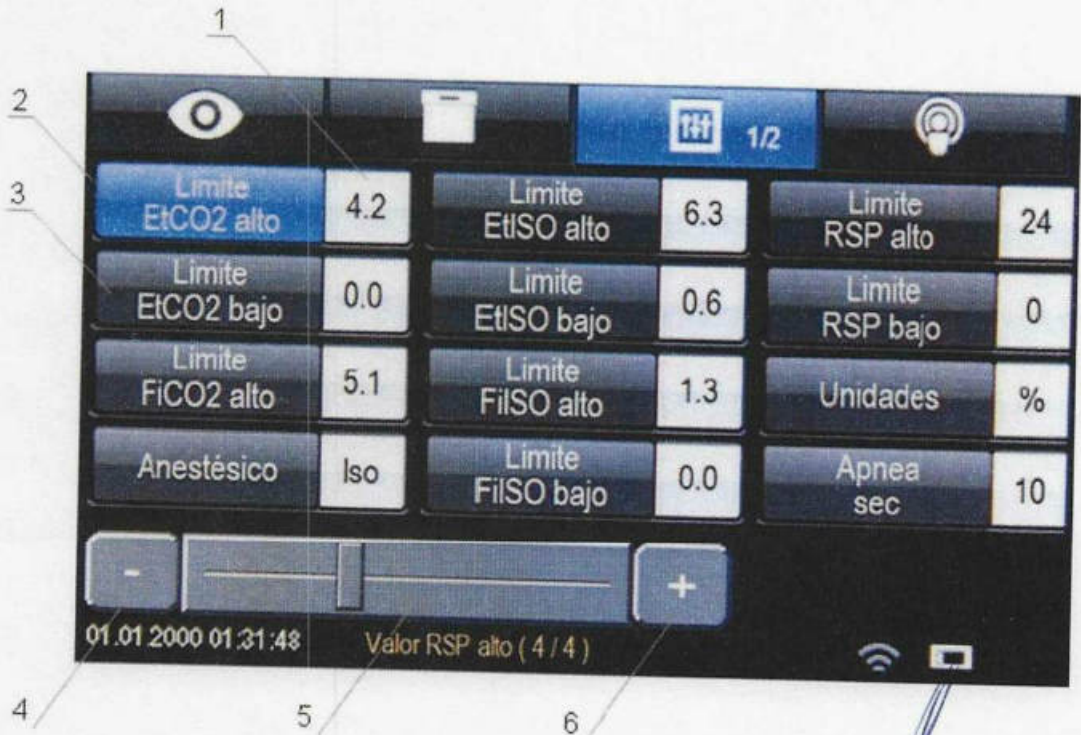 1
2
3
1/2
Limite
EtCO2 alto
4.2
Limite
EtISO alto
6.3
Limite
RSP alto
24
Limite
EtCO2 bajo
0.0
Limite
EtISO bajo
0.6
Limite
RSP bajo
0
Limite
FiCO2 alto
5.1
Limite
FiISO alto
1.3
Unidades
%
Anestésico
Iso
Limite
FiISO bajo
0.0
Apnea
sec
10
-
+
01.01.2000 01:31:48
Valor RSP alto ( 4 / 4 )
4
5
6